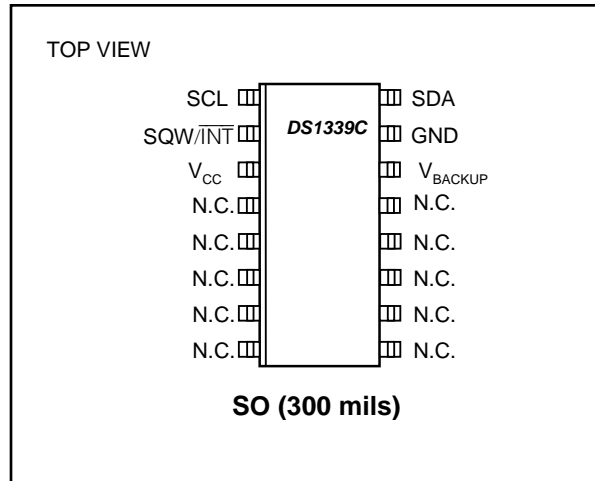 TOP VIEW
SCL DS1339C SDA
SQW/INT GND
VCC VBACKUP
N.C. N.C.
N.C. N.C.
N.C. N.C.
N.C. N.C.
N.C. N.C.
SO (300 mils)